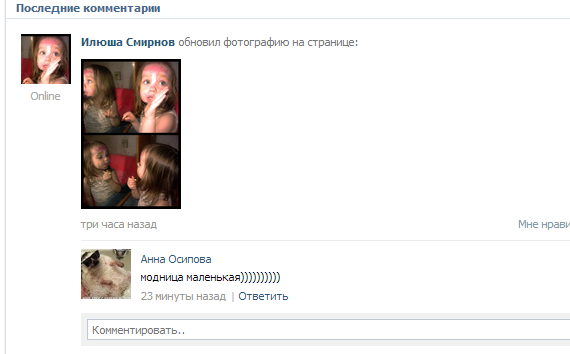 Последние комментарии
Илюша Смирнов обновил фотографию на странице:
Online
три часа назад
Мне нрави
Анна Осипова
модница маленькая))))))))))
23 минуты назад | Ответить
Комментировать..